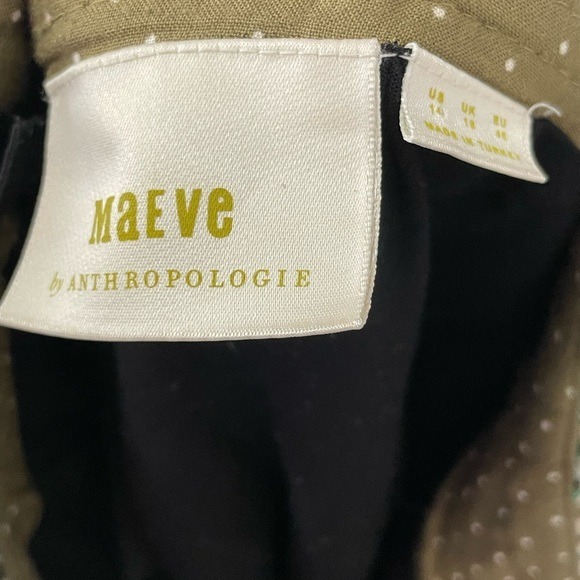 MaEVe
by ANTHROPOLOGIE
US UK EU
14 18 46
MADE IN TURKEY